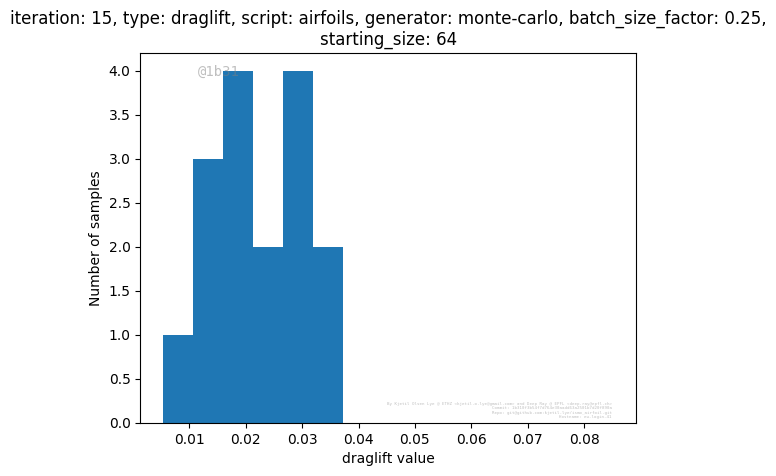 iteration: 15, type: draglift, script: airfoils, generator: monte-carlo, batch_size_factor: 0.25,
starting_size: 64
@1b31
4.0
3.5
3.0
2.5
2.0
1.5
1.0
0.5
0.0
Number of samples
0.01 0.02 0.03 0.04 0.05 0.06 0.07 0.08
draglift value